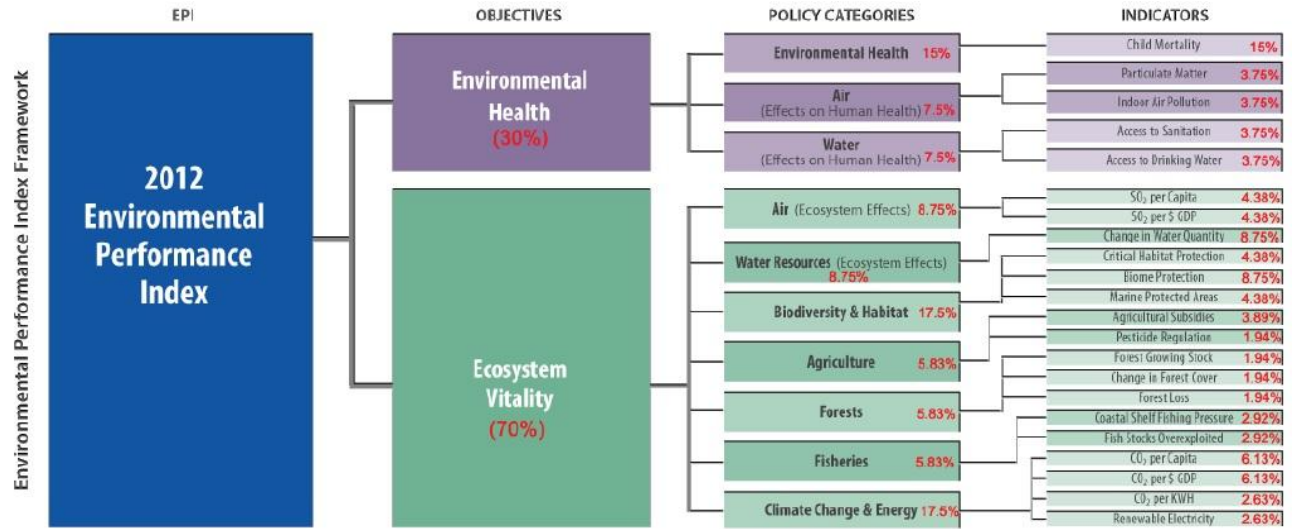 EPI
OBJECTIVES
POLICY CATEGORIES
INDICATORS
Environmental Performance Index Framework
2012
Environmental
Performance
Index
Environmental
Health
(30%)
Ecosystem
Vitality
(70%)
Environmental Health 15%
Air
(Effects on Human Health) 7.5%
Water
(Effects on Human Health) 7.5%
Air (Ecosystem Effects) 8.75%
Water Resources (Ecosystem Effects)
8.75%
Biodiversity & Habitat 17.5%
Agriculture 5.83%
Forests 5.83%
Fisheries 5.83%
Climate Change & Energy 17.5%
Child Mortality 15%
Particulate Matter 3.75%
Indoor Air Pollution 3.75%
Access to Sanitation 3.75%
Access to Drinking Water 3.75%
SO₂ per Capita 4.38%
SO₂ per $ GDP 4.38%
Change in Water Quantity 8.75%
Critical Habitat Protection 4.38%
Biome Protection 8.75%
Marine Protected Areas 4.38%
Agricultural Subsidies 3.89%
Pesticide Regulation 1.94%
Forest Growing Stock 1.94%
Change in Forest Cover 1.94%
Forest Loss 1.94%
Coastal Shelf Fishing Pressure 2.92%
Fish Stocks Overexploited 2.92%
CO₂ per Capita 6.13%
CO₂ per $ GDP 6.13%
CO₂ per KWH 2.63%
Renewable Electricity 2.63%